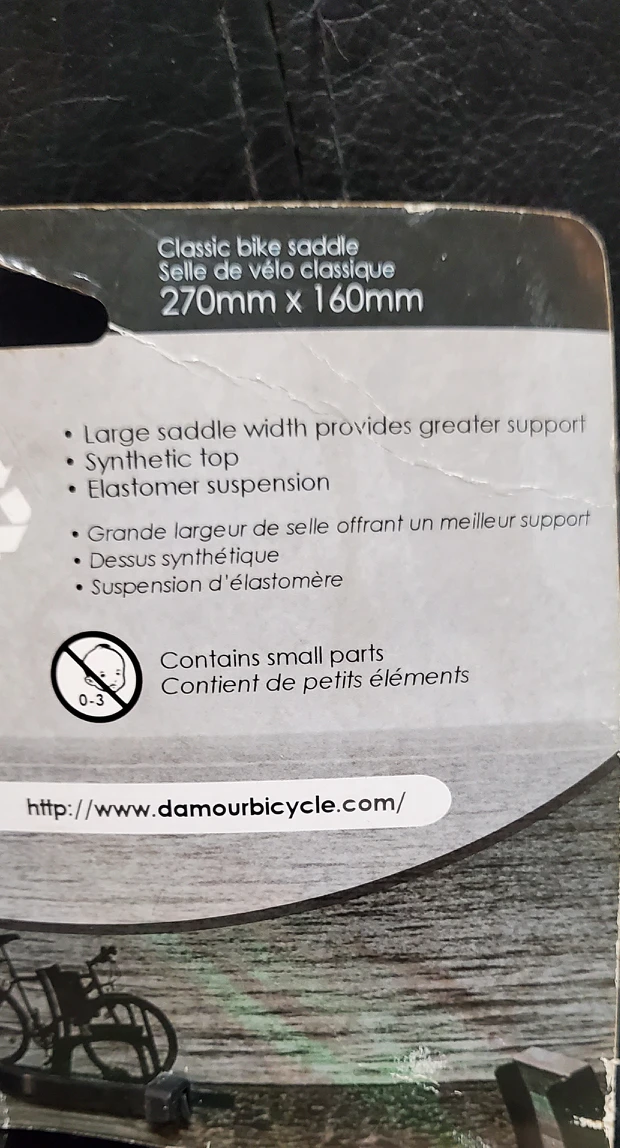 Classic bike saddle
Selle de vélo classique
270mm x 160mm
• Large saddle width provides greater support
• Synthetic top
• Elastomer suspension
• Grande largeur de selle offrant un meilleur support
• Dessus synthétique
• Suspension d'élastomère
0-3
Contains small parts
Contient de petits éléments
http://www.damourbicycle.com/